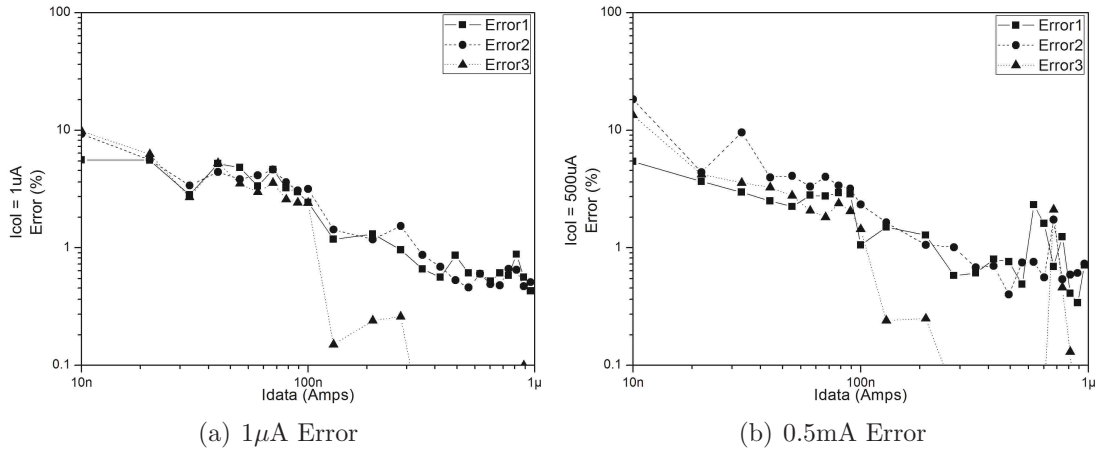 100
10
1
0.1
Icol = 1uA
Error (%)
Error1
Error2
Error3
10n
100n
1µ
Idata (Amps)
(a) 1µA Error
100
10
1
0.1
Icol = 500uA
Error (%)
Error1
Error2
Error3
10n
100n
1µ
Idata (Amps)
(b) 0.5mA Error